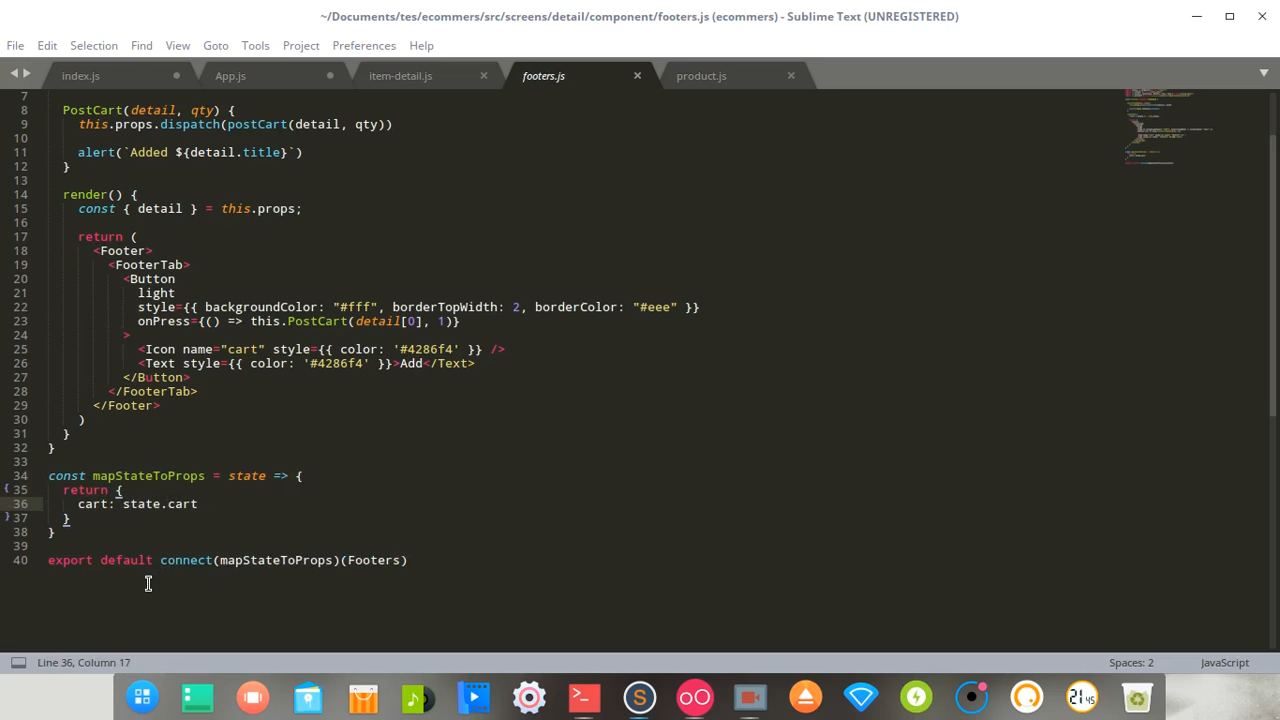 ~/Documents/tes/ecommers/src/screens/detail/component/footers.js (ecommers) - Sublime Text (UNREGISTERED)
File Edit Selection Find View Goto Tools Project Preferences Help
index.js App.js item-detail.js footers.js product.js
7
8 PostCart(detail, qty) {
9 this.props.dispatch(postCart(detail, qty))
10
11 alert(`Added ${detail.title}`)
12 }
13
14 render() {
15 const { detail } = this.props;
16
17 return (
18 <Footer>
19 <FooterTab>
20 <Button
21 light
22 style={{ backgroundColor: "#fff", borderTopWidth: 2, borderColor: "#eee" }}
23 onPress={() => this.PostCart(detail[0], 1)}
24 >
25 <Icon name="cart" style={{ color: '#4286f4' }} />
26 <Text style={{ color: '#4286f4' }}>Add</Text>
27 </Button>
28 </FooterTab>
29 </Footer>
30 )
31 }
32 }
33
34 const mapStateToProps = state => {
35 return {
36 cart: state.cart
37 }
38 }
39
40 export default connect(mapStateToProps)(Footers)
Line 36, Column 17 Spaces: 2 JavaScript
21 45